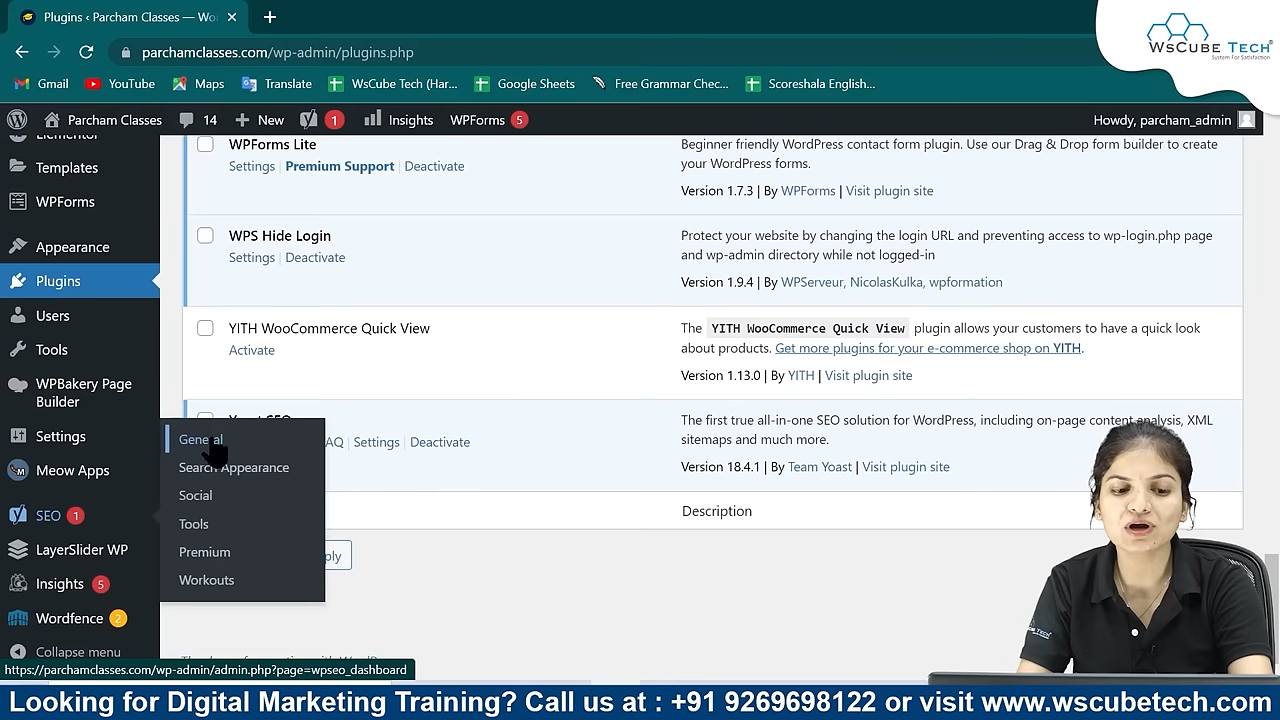 Plugins ‹ Parcham Classes — Wo
parchamclasses.com/wp-admin/plugins.php
WsCube Tech®
System For Satisfaction
Gmail YouTube Maps Translate WsCube Tech (Har... Google Sheets Free Grammar Chec... Scoreshala English...
Parcham Classes 14 New 1 Insights WPForms 5 Howdy, parcham_admin
Elementor
Templates
WPForms
Appearance
Plugins
Users
Tools
WPBakery Page
Builder
Settings
Meow Apps
SEO 1
LayerSlider WP
Insights 5
Wordfence 2
Collapse menu
General
Search Appearance
Social
Tools
Premium
Workouts
WPForms Lite
Settings | Premium Support | Deactivate
Beginner friendly WordPress contact form plugin. Use our Drag & Drop form builder to create
your WordPress forms.
Version 1.7.3 | By WPForms | Visit plugin site
WPS Hide Login
Settings | Deactivate
Protect your website by changing the login URL and preventing access to wp-login.php page
and wp-admin directory while not logged-in
Version 1.9.4 | By WPServeur, NicolasKulka, wpformation
YITH WooCommerce Quick View
Activate
The YITH WooCommerce Quick View plugin allows your customers to have a quick look
about products. Get more plugins for your e-commerce shop on YITH.
Version 1.13.0 | By YITH | Visit plugin site
Yoast SEO
AQ | Settings | Deactivate
The first true all-in-one SEO solution for WordPress, including on-page content analysis, XML
sitemaps and much more.
Version 18.4.1 | By Team Yoast | Visit plugin site
Description
ply
https://parchamclasses.com/wp-admin/admin.php?page=wpseo_dashboard
Looking for Digital Marketing Training? Call us at : +91 9269698122 or visit www.wscubetech.com